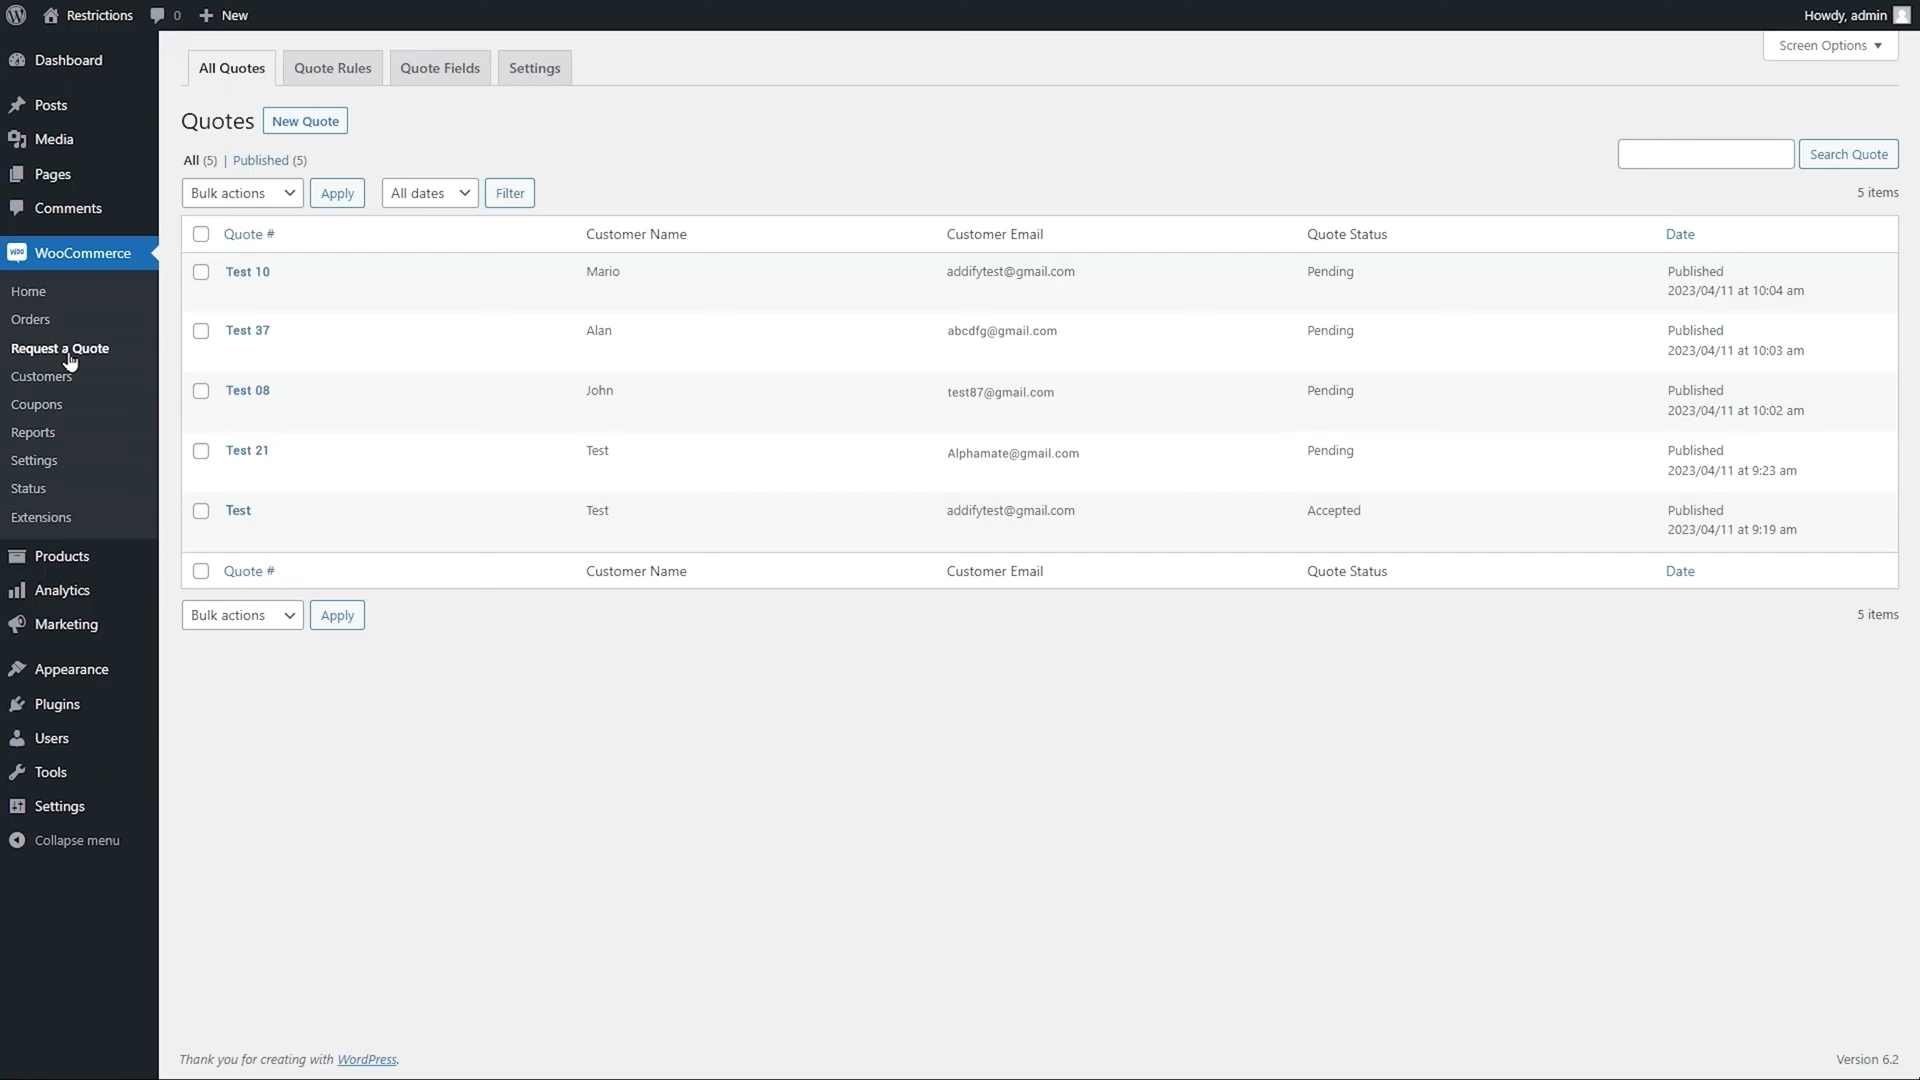 Restrictions 0 New Howdy, admin
Screen Options
Dashboard
Posts
Media
Pages
Comments
WooCommerce
Home
Orders
Request a Quote
Customers
Coupons
Reports
Settings
Status
Extensions
Products
Analytics
Marketing
Appearance
Plugins
Users
Tools
Settings
Collapse menu
All Quotes Quote Rules Quote Fields Settings
Quotes New Quote
All (5) | Published (5)
Search Quote
Bulk actions Apply All dates Filter 5 items
Quote # Customer Name Customer Email Quote Status Date
Test 10 Mario addifytest@gmail.com Pending Published
2023/04/11 at 10:04 am
Test 37 Alan abcdfg@gmail.com Pending Published
2023/04/11 at 10:03 am
Test 08 John test87@gmail.com Pending Published
2023/04/11 at 10:02 am
Test 21 Test Alphamate@gmail.com Pending Published
2023/04/11 at 9:23 am
Test Test addifytest@gmail.com Accepted Published
2023/04/11 at 9:19 am
Quote # Customer Name Customer Email Quote Status Date
Bulk actions Apply 5 items
Thank you for creating with WordPress. Version 6.2